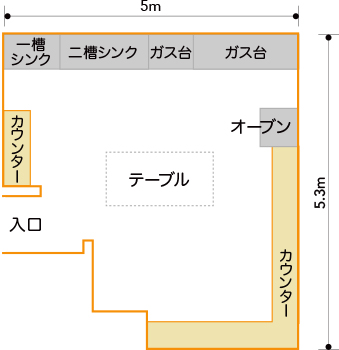 5m
一槽
シンク
二槽シンク
ガス台
ガス台
カウンター
オーブン
テーブル
5.3m
入口
カウンター